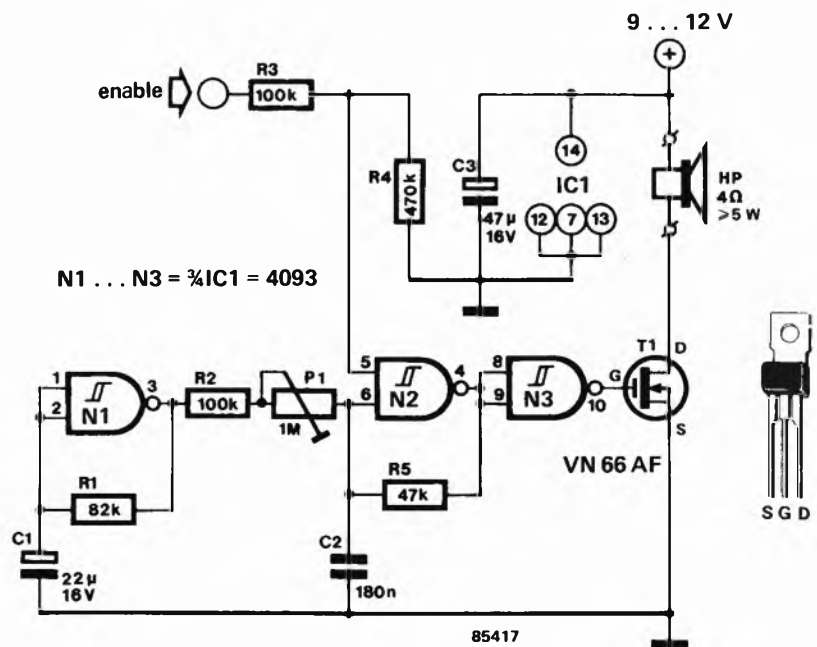 9 ... 12 V
+
enable
R3
100k
R4
470k
C3
47µ
16V
14
IC1
12 7 13
HP
4Ω
≥5 W
N1 ... N3 = ¾IC1 = 4093
1
2
N1
3
R2
100k
P1
1M
5
6
N2
4
8
9
N3
10
T1
D
G
S
VN 66 AF
R1
82k
R5
47k
C1
22µ
16V
C2
180n
S G D
85417